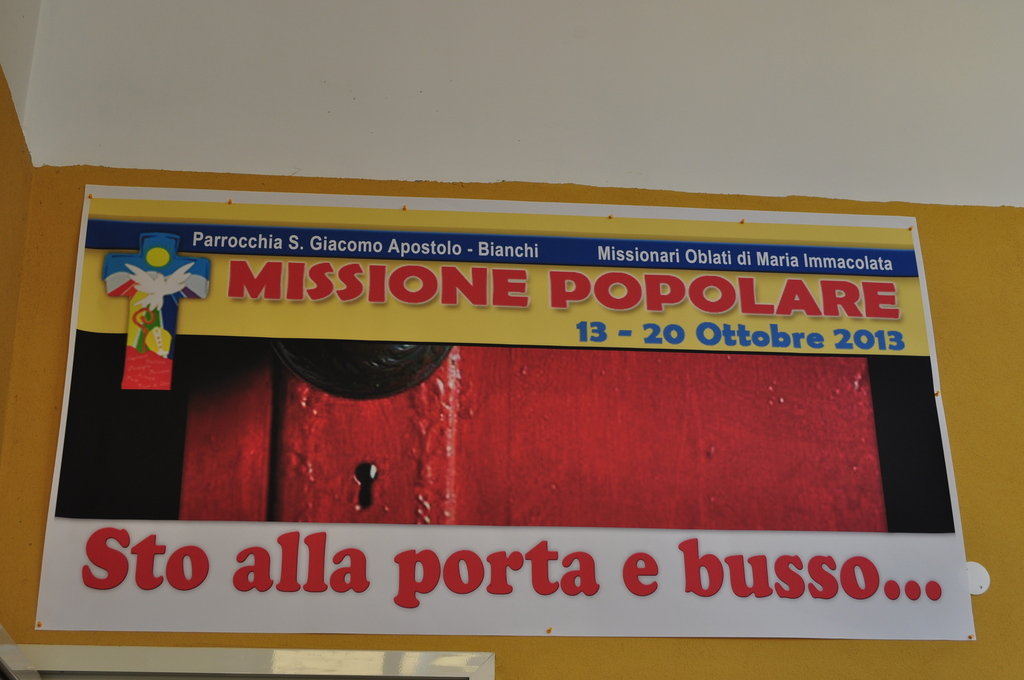 Parrocchia S. Giacomo Apostolo - Bianchi
Missionari Oblati di Maria Immacolata
MISSIONE POPOLARE
13 - 20 Ottobre 2013
Sto alla porta e busso...